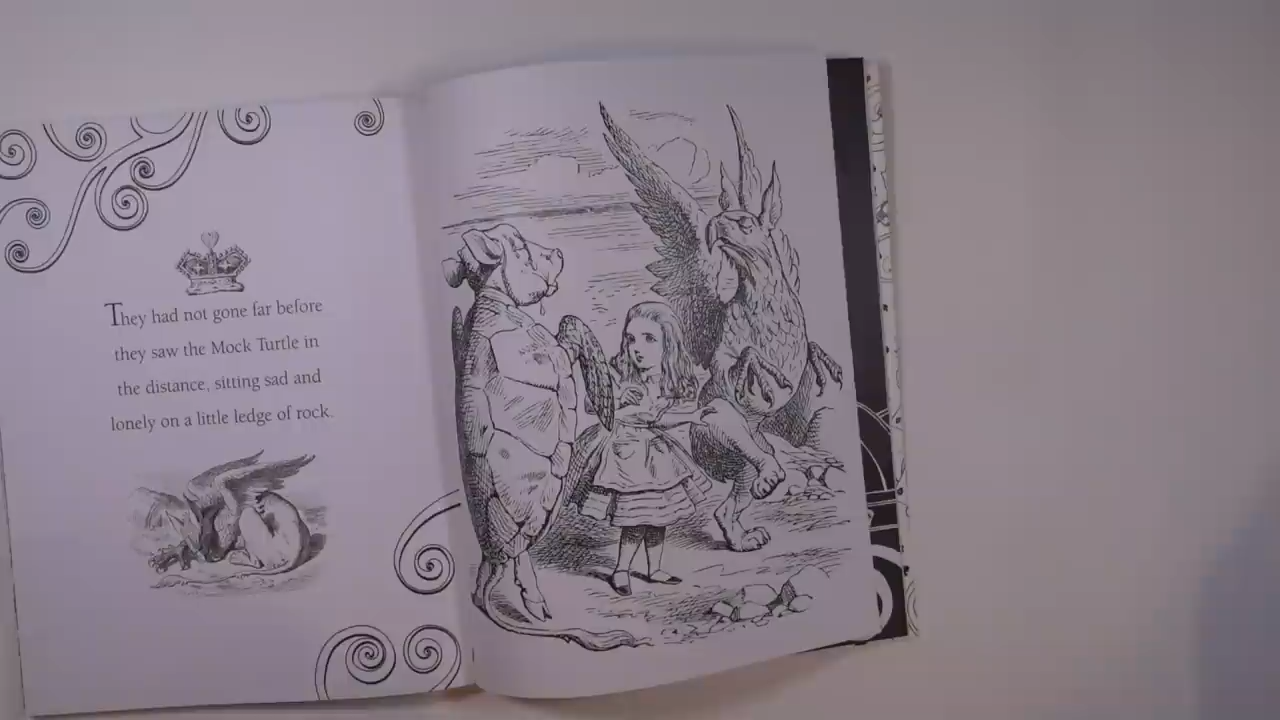 They had not gone far before
they saw the Mock Turtle in
the distance, sitting sad and
lonely on a little ledge of rock.